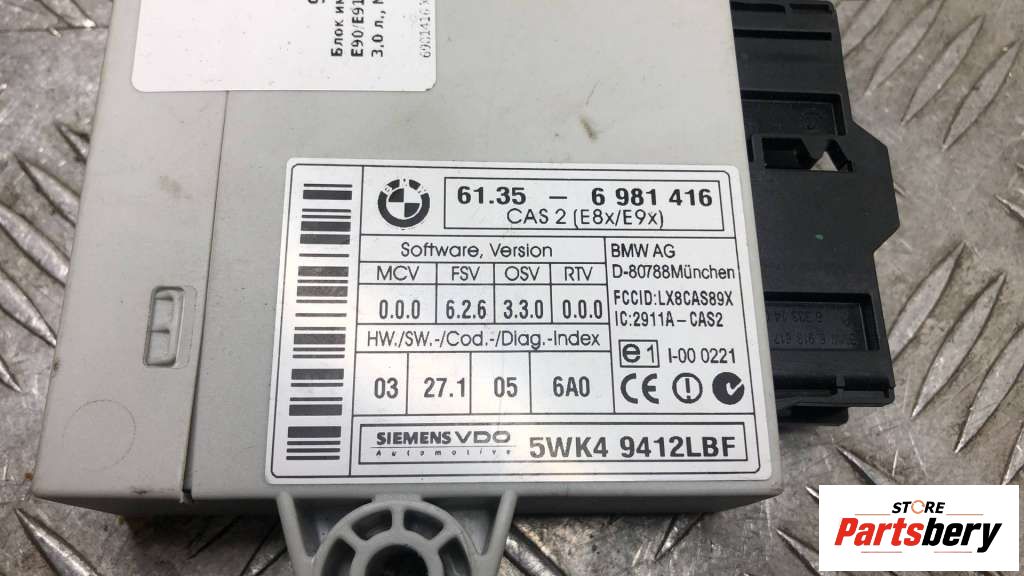 Блок им
E90/E91
3.0 л.,
BMW
61.35 – 6 981 416
CAS 2 (E8x/E9x)
Software, Version
MCV FSV OSV RTV
0.0.0 6.2.6 3.3.0 0.0.0
HW./SW.-/Cod.-/Diag.-Index
03 27.1 05 6A0
BMW AG
D-80788München
FCCID:LX8CAS89X
IC:2911A-CAS2
e1 I-00 0221
CE
SIEMENS VDO
Automotive
5WK4 9412LBF
STORE
Partsbery